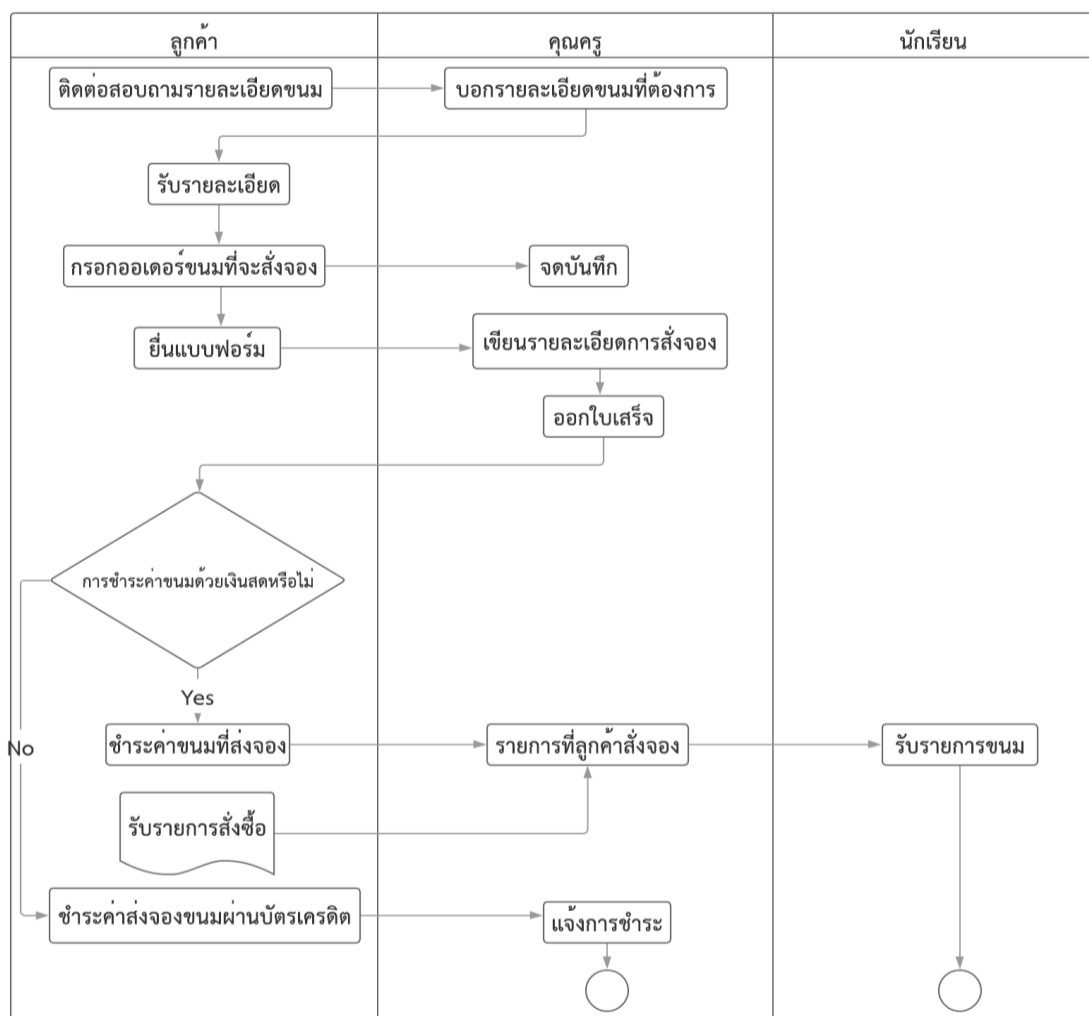 ลูกค้า
คุณครู
นักเรียน
ติดต่อสอบถามรายละเอียดขนม
บอกรายละเอียดขนมที่ต้องการ
รับรายละเอียด
กรอกออเดอร์ขนมที่จะสั่งจอง
จดบันทึก
ยื่นแบบฟอร์ม
เขียนรายละเอียดการสั่งจอง
ออกใบเสร็จ
การชำระค่าขนมด้วยเงินสดหรือไม่
Yes
No
ชำระค่าขนมที่ส่งจอง
รายการที่ลูกค้าสั่งจอง
รับรายการขนม
รับรายการสั่งซื้อ
ชำระค่าส่งจองขนมผ่านบัตรเครดิต
แจ้งการชำระ